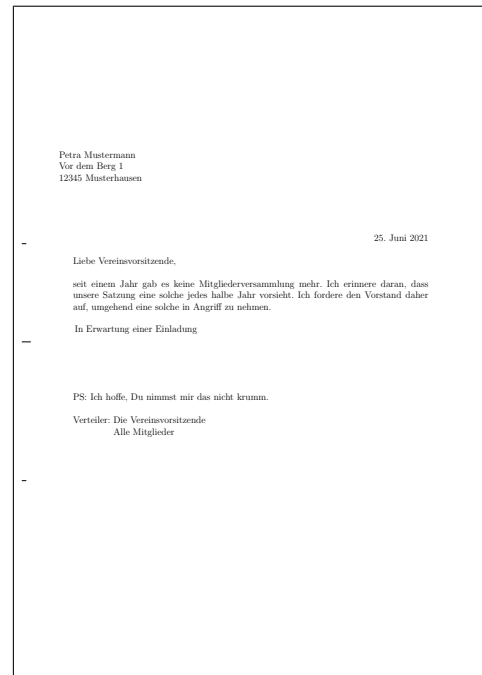 Petra Mustermann
Vor dem Berg 1
12345 Musterhausen
25. Juni 2021
Liebe Vereinsvorsitzende,
seit einem Jahr gab es keine Mitgliederversammlung mehr. Ich erinnere daran, dass
unsere Satzung eine solche jedes halbe Jahr vorsieht. Ich fordere den Vorstand daher
auf, umgehend eine solche in Angriff zu nehmen.
In Erwartung einer Einladung
PS: Ich hoffe, Du nimmst mir das nicht krumm.
Verteiler: Die Vereinsvorsitzende
Alle Mitglieder